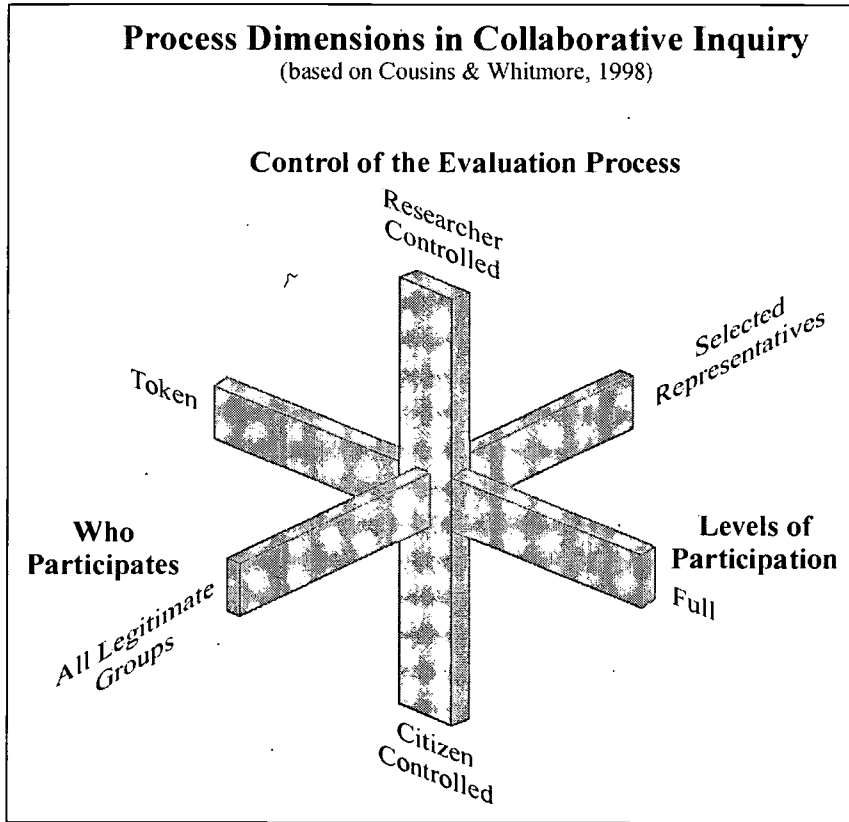 Process Dimensions in Collaborative Inquiry
(based on Cousins & Whitmore, 1998)
Control of the Evaluation Process
Researcher
Controlled
Selected
Representatives
Token
Who
Participates
Levels of
Participation
All Legitimate
Groups
Full
Citizen
Controlled